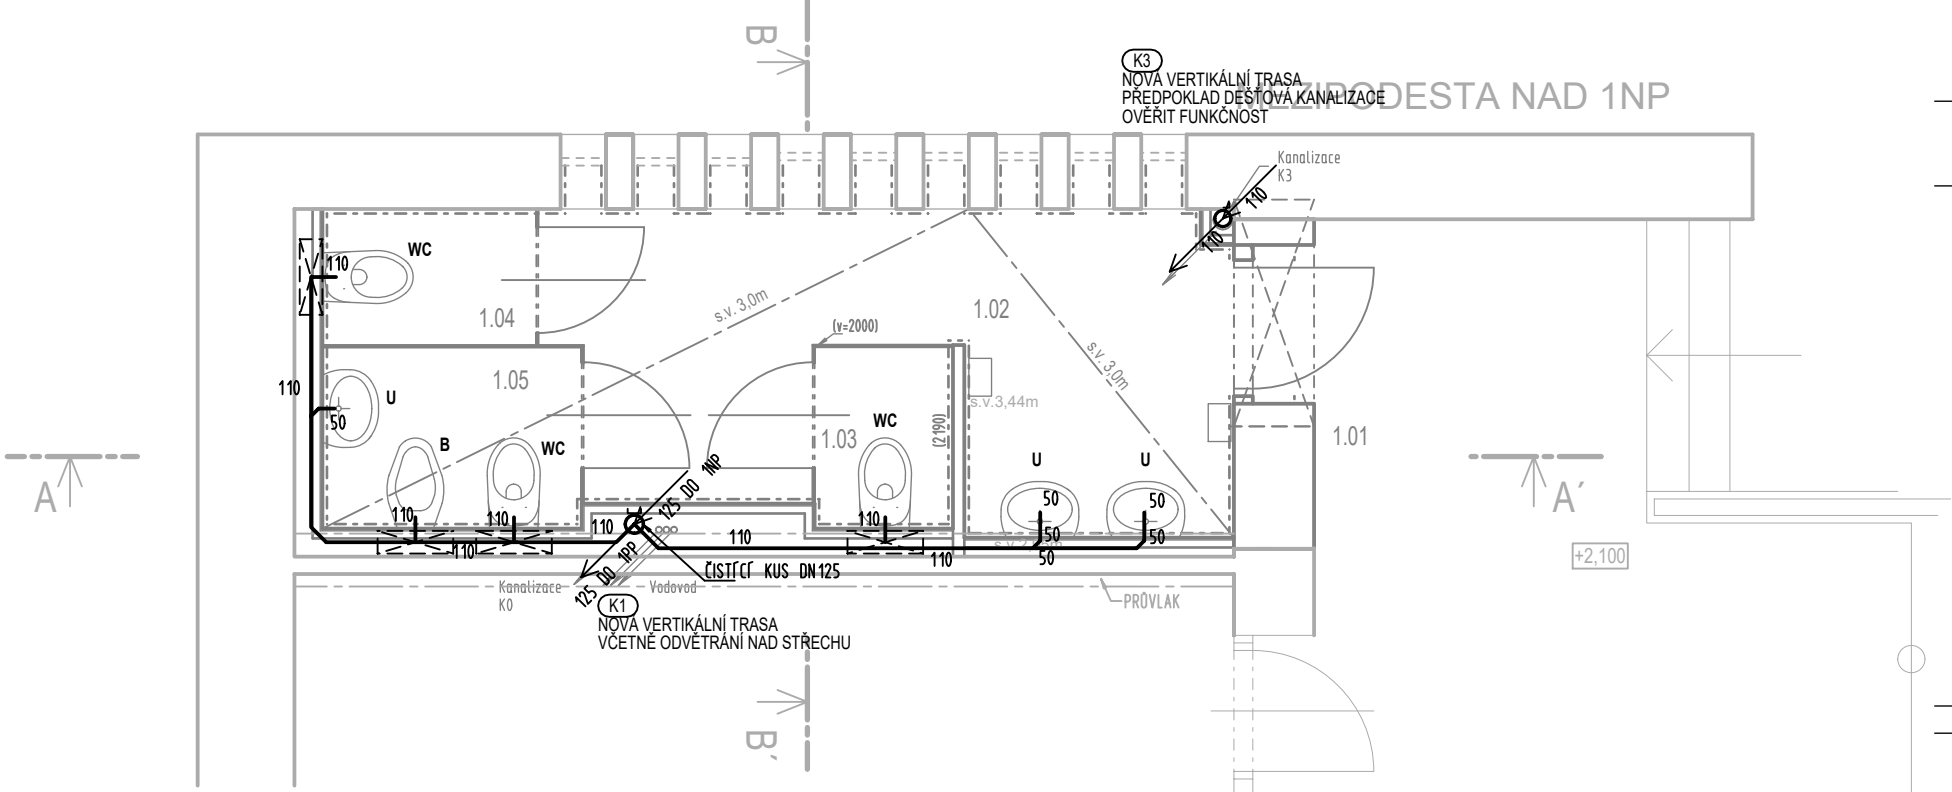 B
K3
NOVÁ VERTIKÁLNÍ TRASA
PŘEDPOKLAD DEŠŤOVÁ KANALIZACE
OVĚŘIT FUNKČNOST
MEZIPODESTA NAD 1NP
Kanalizace
K3
110
110
110
WC
1.04
s.v. 3,0m
1.02
(v=2000)
s.v. 3,0m
1.05
110
U
50
B
WC
s.v.3,44m
1.03
WC
(2190)
1.01
U
U
A
A´
125 DO 1NP
50
50
110
110
110
110
50
50
110
110
110
50
125 DO 1PP
ČISTÍCÍ KUS DN125
+2,100
Kanalizace
K0
Vodovod
PRŮVLAK
K1
NOVÁ VERTIKÁLNÍ TRASA
VČETNĚ ODVĚTRÁNÍ NAD STŘECHU
B´